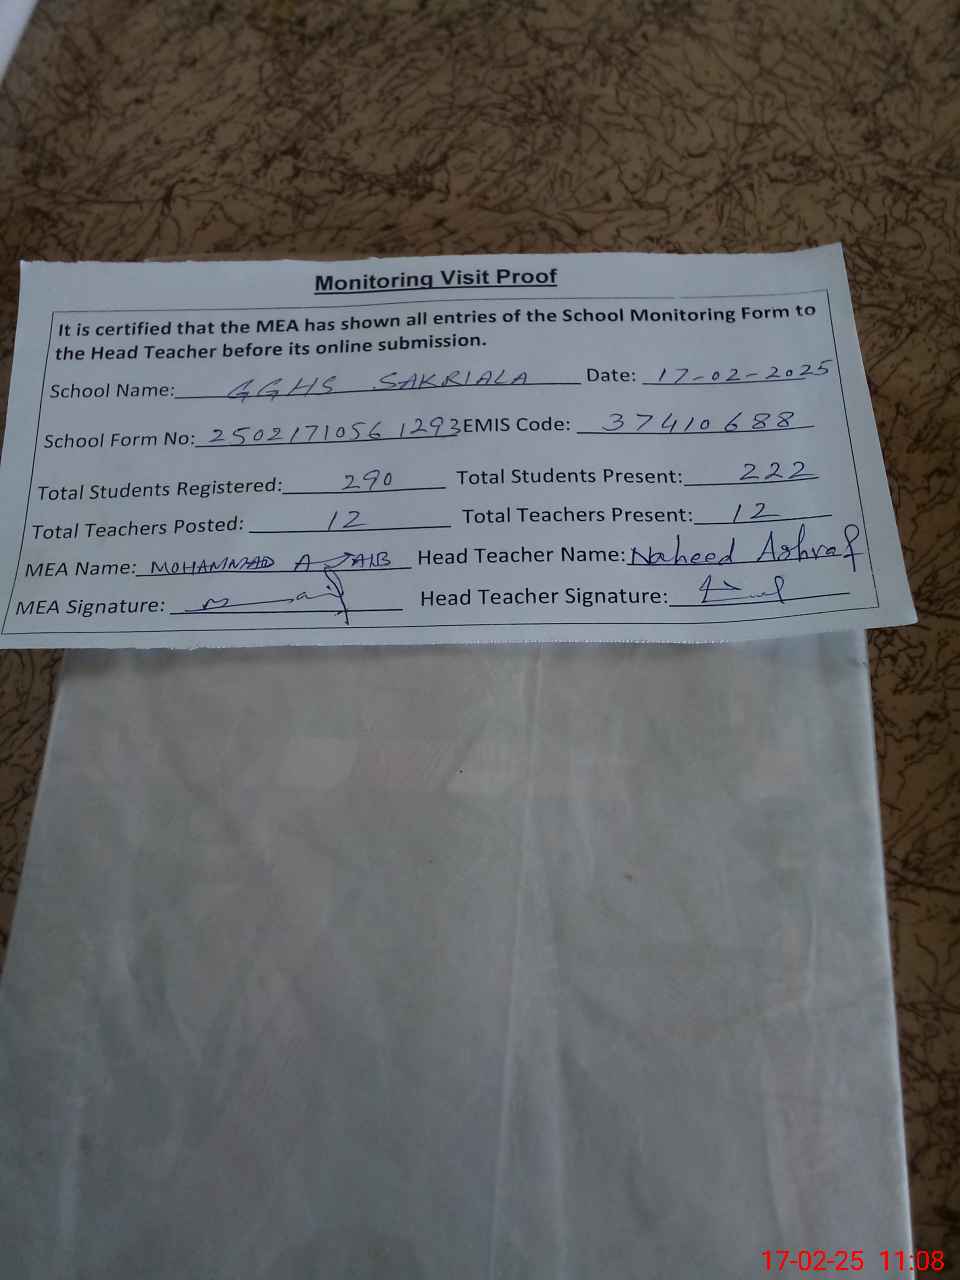 Monitoring Visit Proof
It is certified that the MEA has shown all entries of the School Monitoring Form to
the Head Teacher before its online submission.
School Name: GGHS SAKRIALA Date: 17-02-2025
School Form No: 2502171056 1293 EMIS Code: 37410688
Total Students Registered: 290 Total Students Present: 222
Total Teachers Posted: 12 Total Teachers Present: 12
MEA Name: MOHAMMAD Head Teacher Name: Naheed Ashraf
MEA Signature: Head Teacher Signature:
17-02-25 11:08